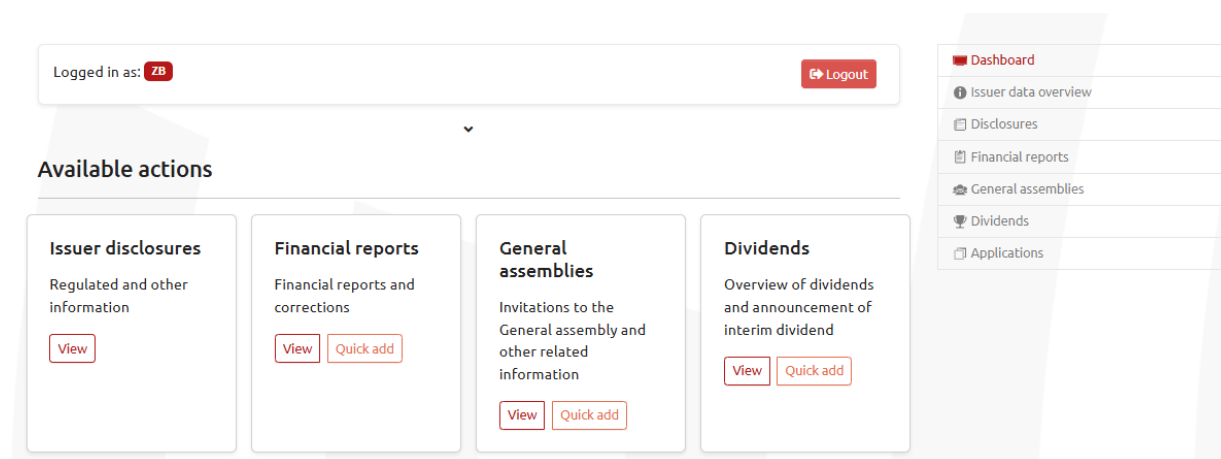 Logged in as: ZB
Logout
Available actions
Issuer disclosures
Regulated and other
information
View
Financial reports
Financial reports and
corrections
View
Quick add
General
assemblies
Invitations to the
General assembly and
other related
information
View
Quick add
Dividends
Overview of dividends
and announcement of
interim dividend
View
Quick add
Dashboard
Issuer data overview
Disclosures
Financial reports
General assemblies
Dividends
Applications